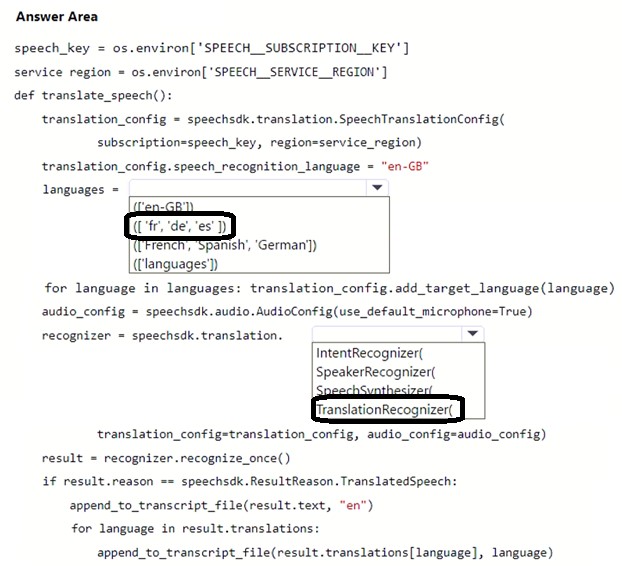 Answer Area
speech_key = os.environ['SPEECH__SUBSCRIPTION__KEY']
service region = os.environ['SPEECH__SERVICE__REGION']
def translate_speech():
translation_config = speechsdk.translation.SpeechTranslationConfig(
subscription=speech_key, region=service_region)
translation_config.speech_recognition_language = "en-GB"
languages =
(['en-GB'])
([ 'fr', 'de', 'es' ])
(['French', 'Spanish', 'German'])
(['languages'])
for language in languages: translation_config.add_target_language(language)
audio_config = speechsdk.audio.AudioConfig(use_default_microphone=True)
recognizer = speechsdk.translation.
IntentRecognizer(
SpeakerRecognizer(
SpeechSynthesizer(
TranslationRecognizer(
translation_config=translation_config, audio_config=audio_config)
result = recognizer.recognize_once()
if result.reason == speechsdk.ResultReason.TranslatedSpeech:
append_to_transcript_file(result.text, "en")
for language in result.translations:
append_to_transcript_file(result.translations[language], language)